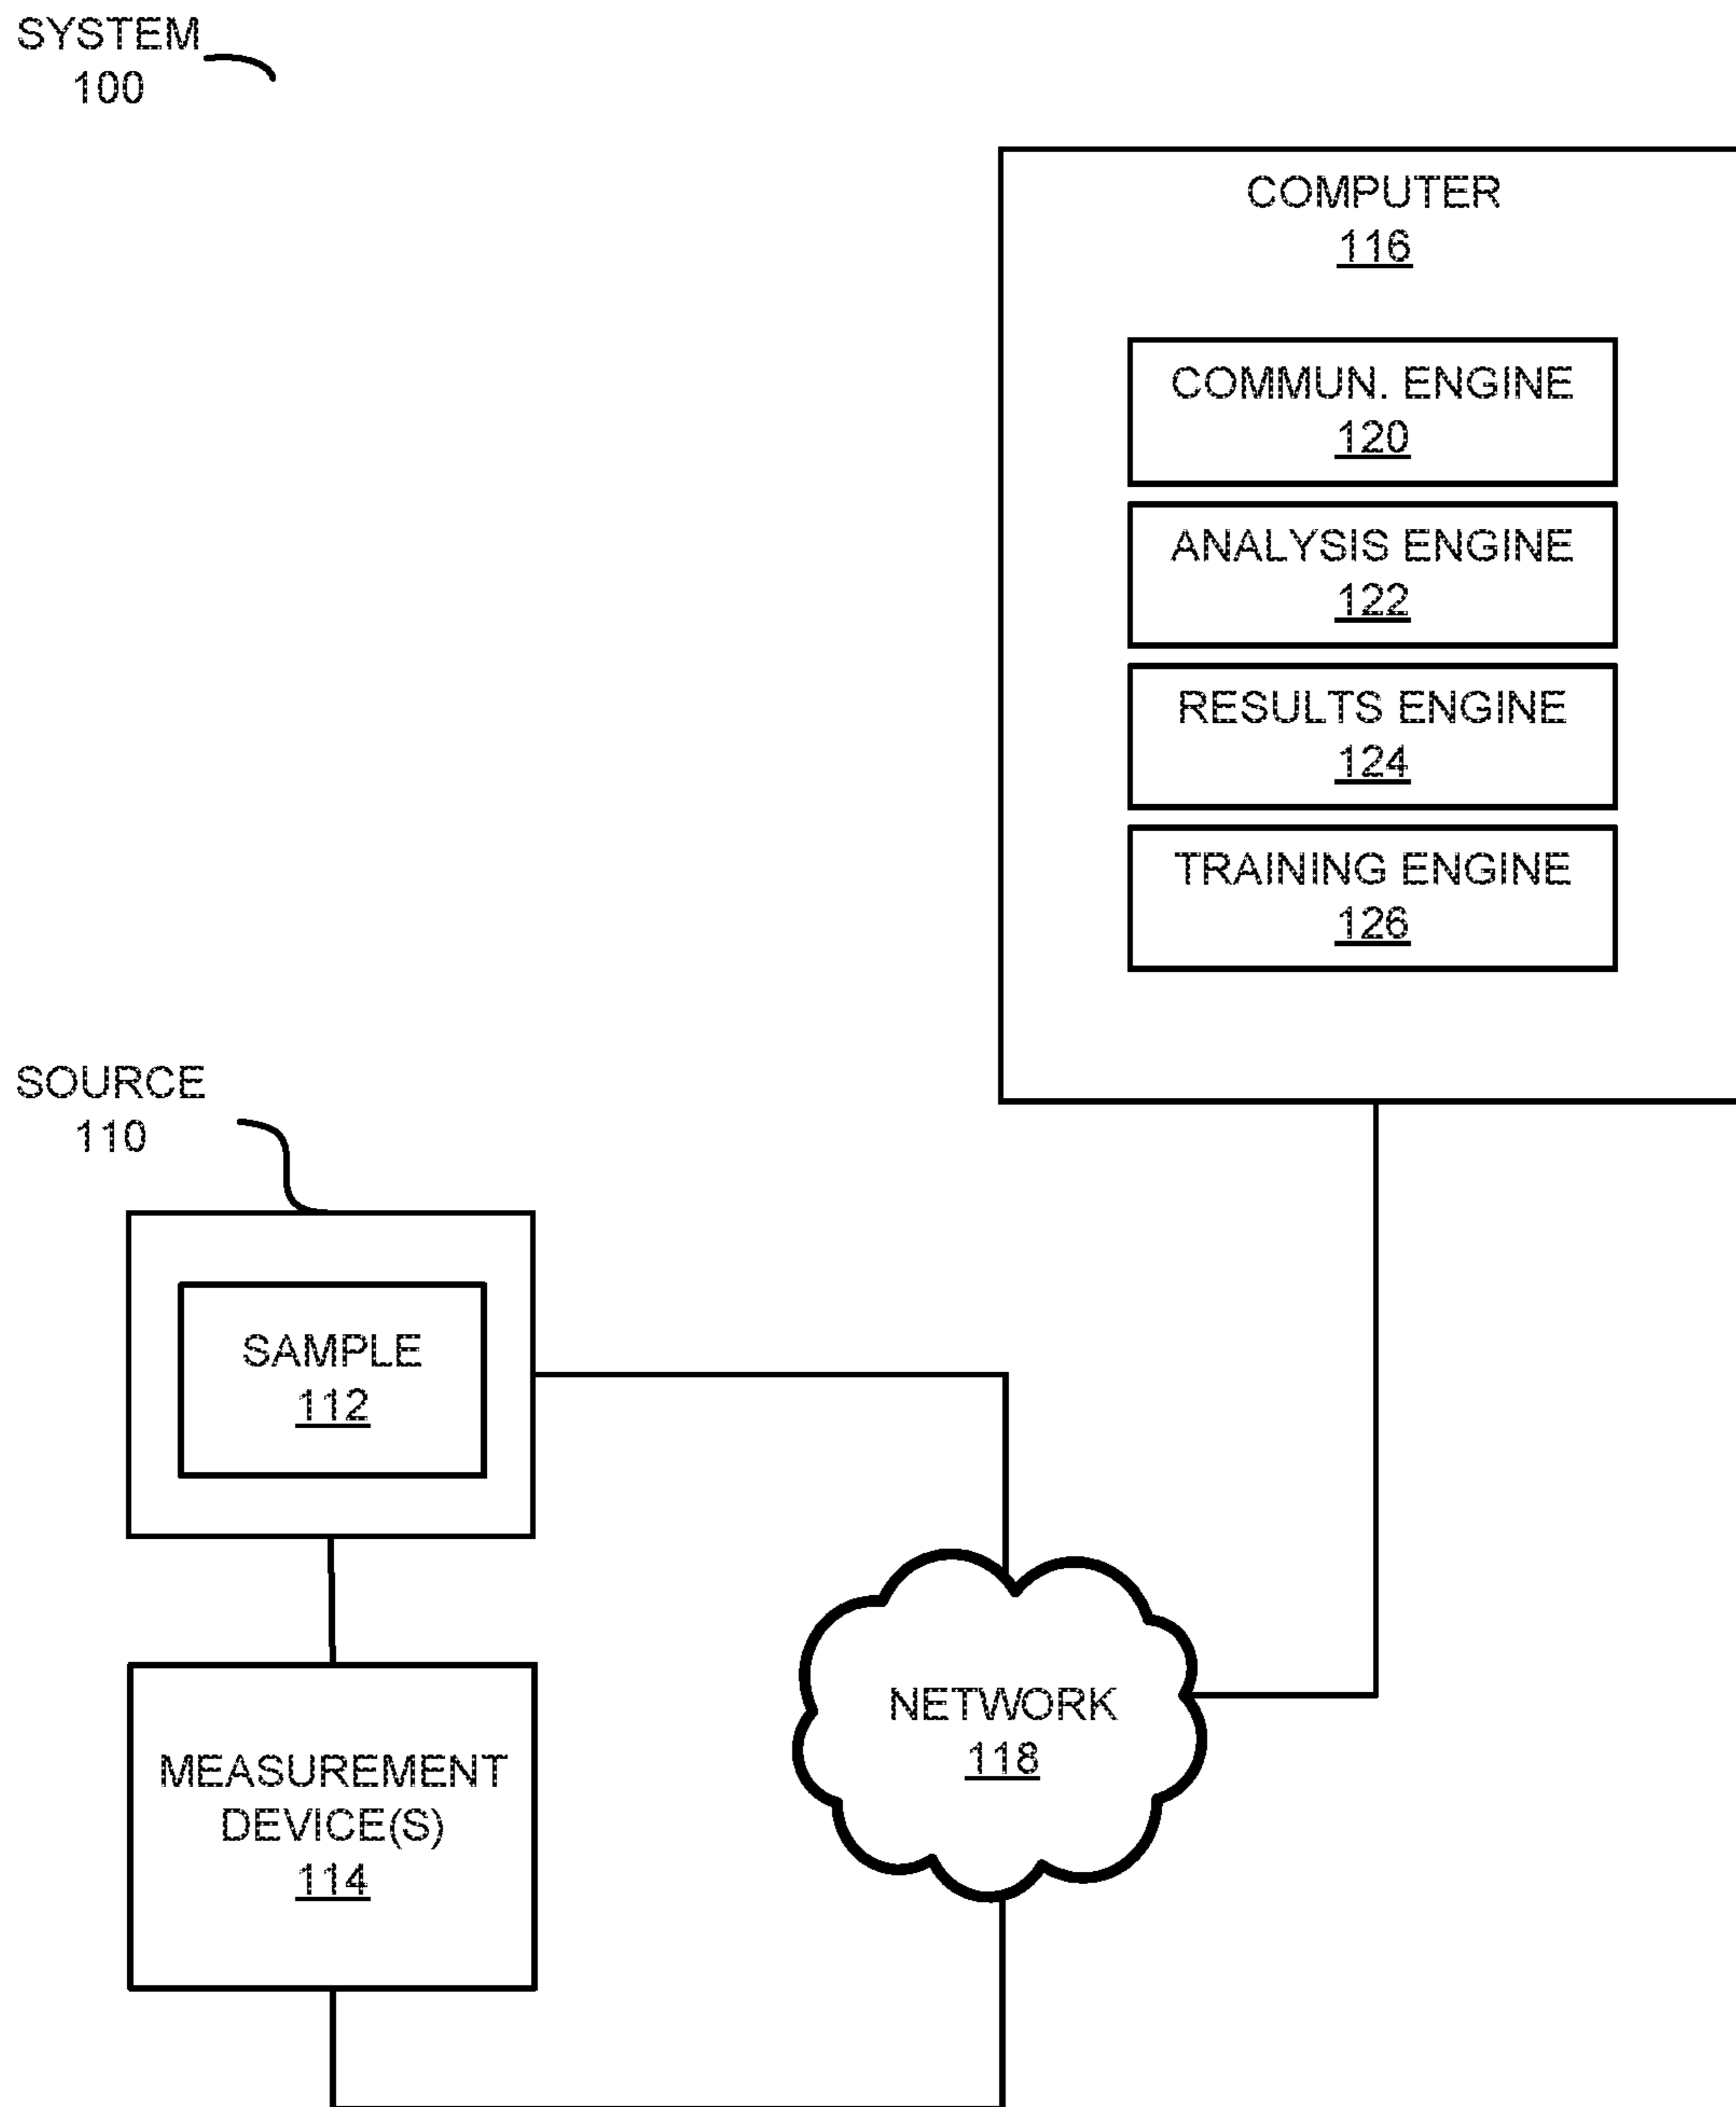 SYSTEM
100
COMPUTER
116
COMMUN. ENGINE
120
ANALYSIS ENGINE
122
RESULTS ENGINE
124
TRAINING ENGINE
126
SOURCE
110
SAMPLE
112
NETWORK
118
MEASUREMENT
DEVICE(S)
114